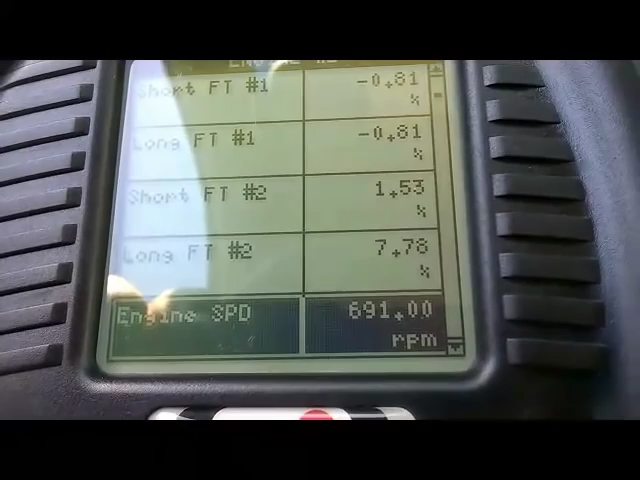 Short FT #1 -0.81
%
Long FT #1 -0.81
%
Short FT #2 1.53
%
Long FT #2 7.78
%
Engine SPD 691.00
rpm